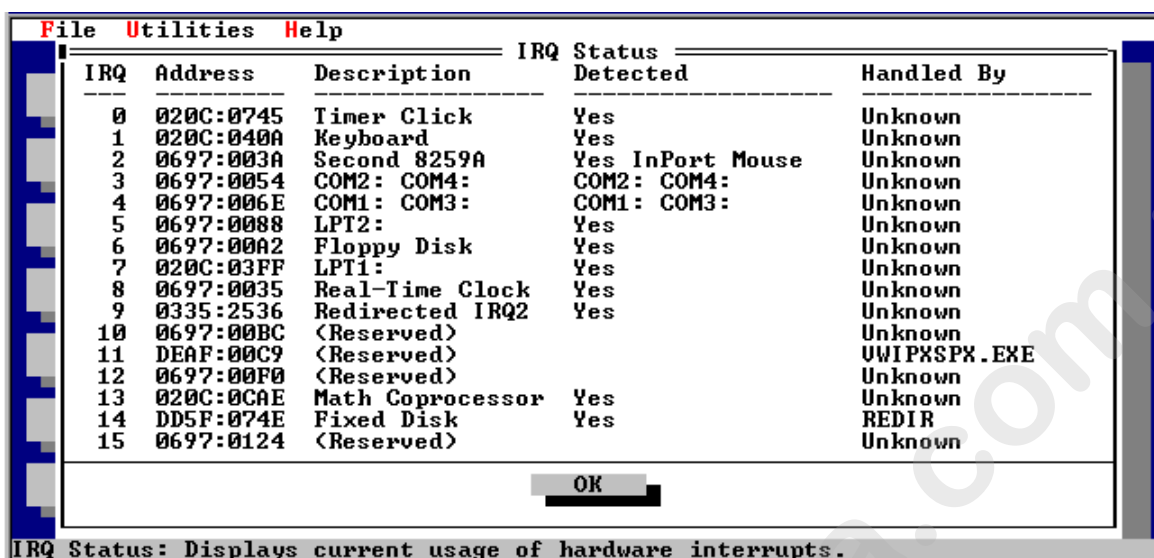 File Utilities Help
IRQ Status
IRQ Address Description Detected Handled By
0 020C:0745 Timer Click Yes Unknown
1 020C:040A Keyboard Yes Unknown
2 0697:003A Second 8259A Yes InPort Mouse Unknown
3 0697:0054 COM2: COM4: COM2: COM4: Unknown
4 0697:006E COM1: COM3: COM1: COM3: Unknown
5 0697:0088 LPT2: Yes Unknown
6 0697:00A2 Floppy Disk Yes Unknown
7 020C:03FF LPT1: Yes Unknown
8 0697:0035 Real-Time Clock Yes Unknown
9 0335:2536 Redirected IRQ2 Yes Unknown
10 0697:00BC (Reserved) Unknown
11 DEAF:00C9 (Reserved) VWIPXSPX.EXE
12 0697:00F0 (Reserved) Unknown
13 020C:0CAE Math Coprocessor Yes Unknown
14 DD5F:074E Fixed Disk Yes REDIR
15 0697:0124 (Reserved) Unknown
OK
IRQ Status: Displays current usage of hardware interrupts.